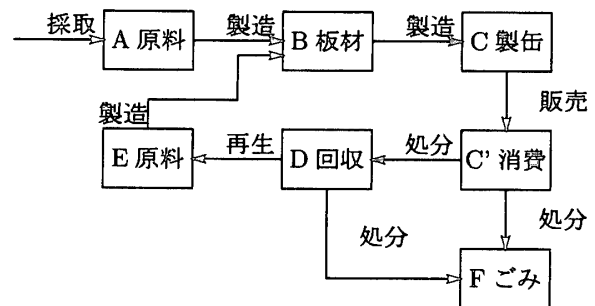 採取
A 原料
製造
B 板材
製造
C 製缶
販売
製造
E 原料
再生
D 回収
処分
C' 消費
処分
処分
F ごみ